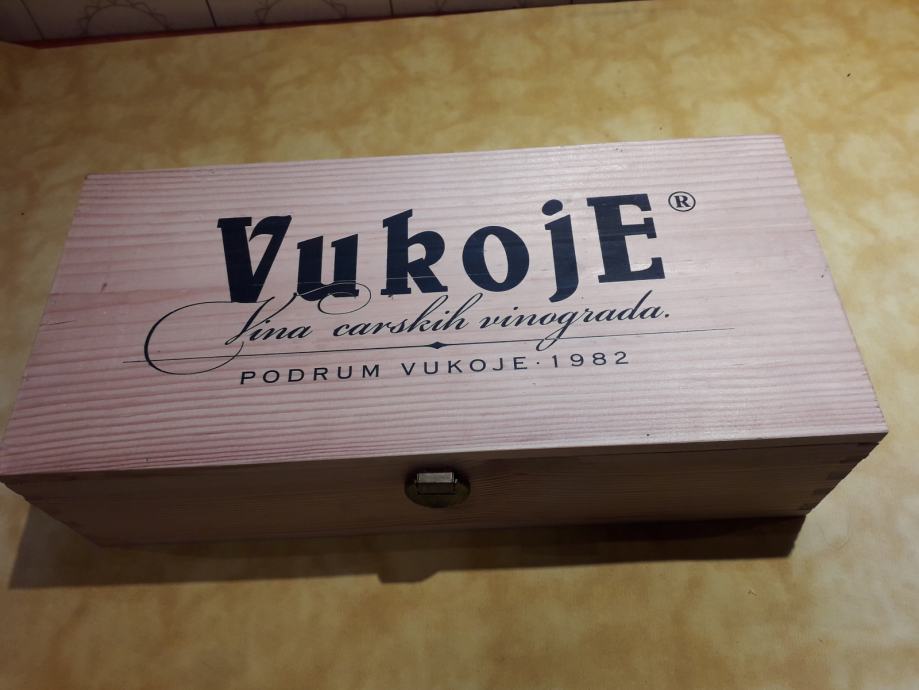 VukojE®
Vina carskih vinograda.
PODRUM VUKOJE·1982